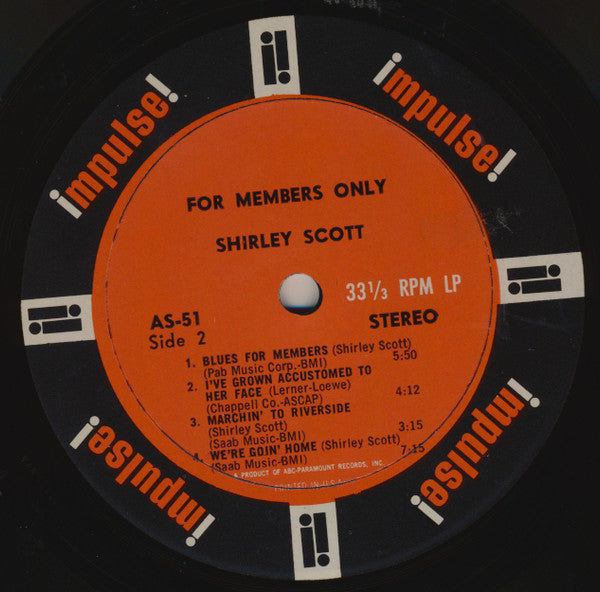 impulse!
impulse!
FOR MEMBERS ONLY
SHIRLEY SCOTT
33⅓ RPM LP
AS-51
STEREO
Side 2
1. BLUES FOR MEMBERS (Shirley Scott)
(Pab Music Corp.-BMI) 5:50
2. I'VE GROWN ACCUSTOMED TO
HER FACE (Lerner-Loewe)
(Chappell Co.-ASCAP) 4:12
3. MARCHIN' TO RIVERSIDE
(Shirley Scott)
(Saab Music-BMI) 3:15
4. WE'RE GOIN' HOME (Shirley Scott)
(Saab Music-BMI) 7:15
A PRODUCT OF ABC-PARAMOUNT RECORDS, INC.
PRINTED IN U.S.A.
impulse!
impulse!